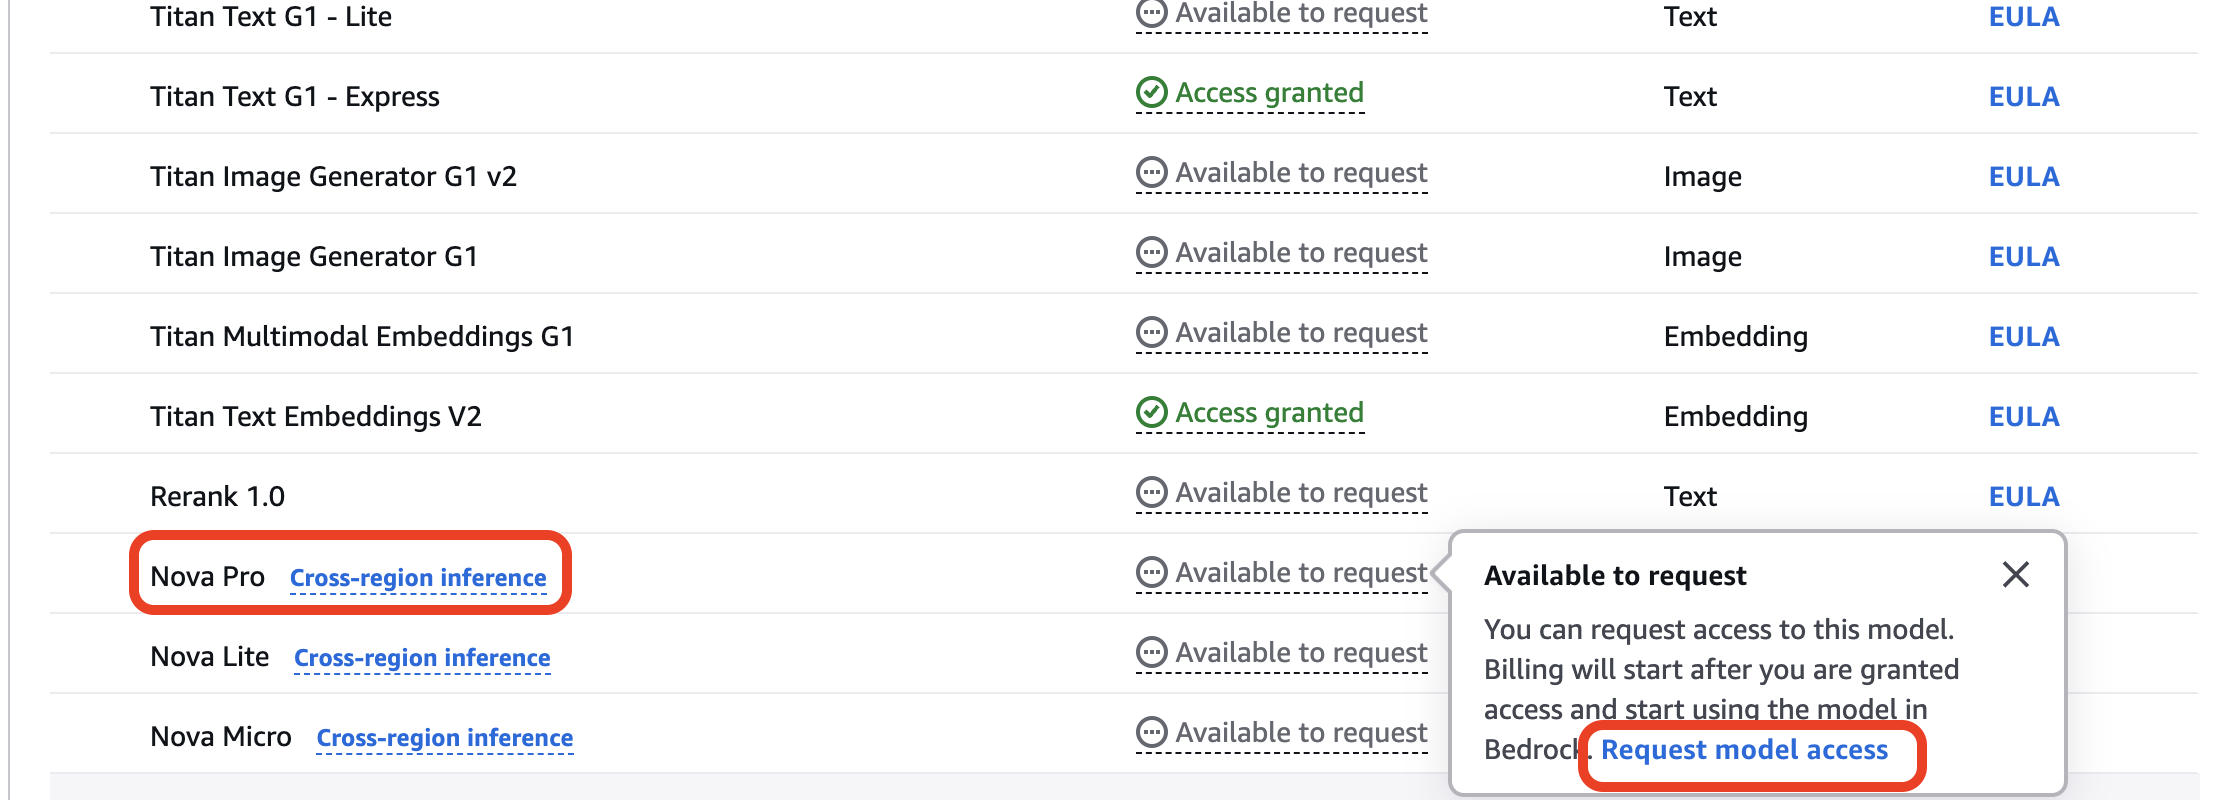 Titan Text G1 - Lite Available to request Text EULA
Titan Text G1 - Express Access granted Text EULA
Titan Image Generator G1 v2 Available to request Image EULA
Titan Image Generator G1 Available to request Image EULA
Titan Multimodal Embeddings G1 Available to request Embedding EULA
Titan Text Embeddings V2 Access granted Embedding EULA
Rerank 1.0 Available to request Text EULA
Nova Pro Cross-region inference Available to request
Nova Lite Cross-region inference Available to request
Nova Micro Cross-region inference Available to request
Available to request
You can request access to this model.
Billing will start after you are granted
access and start using the model in
Bedrock. Request model access